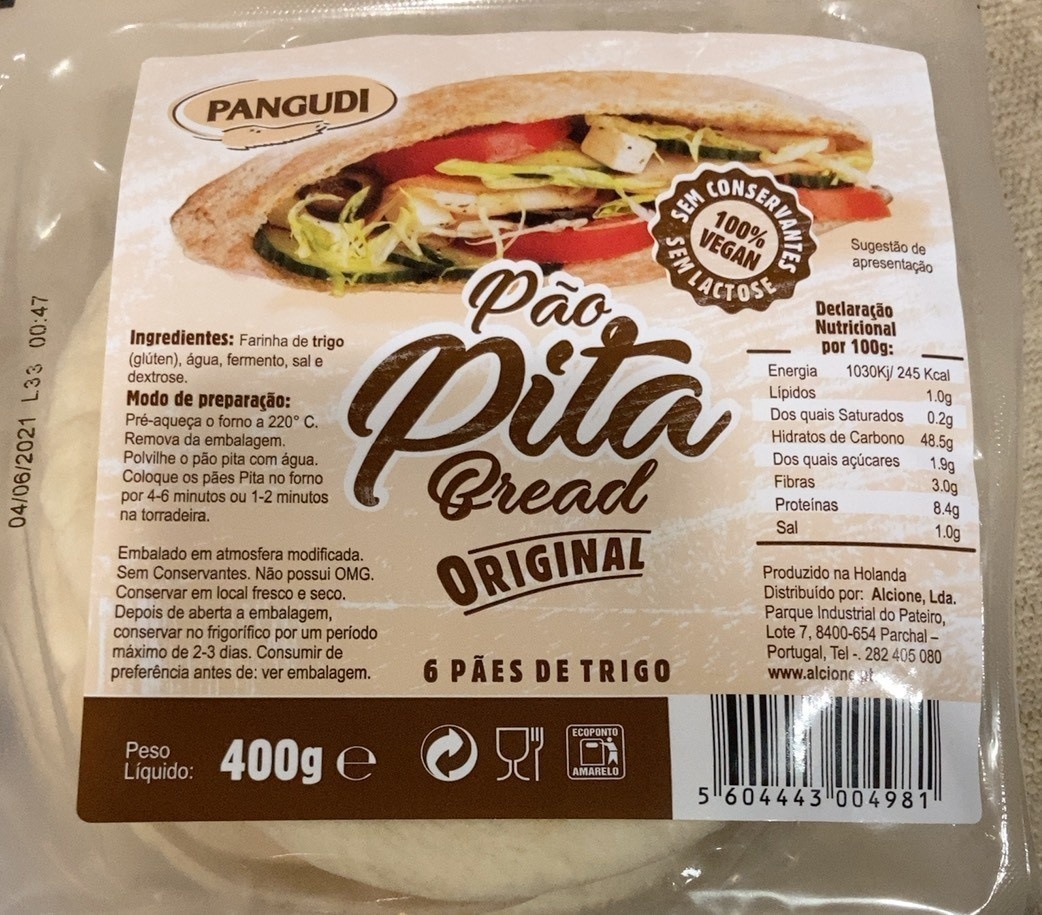 PANGUDI
SEM CONSERVANTES
100%
VEGAN
SEM LACTOSE
Sugestão de
apresentação
Pão
Pita
Bread
ORIGINAL
6 PÃES DE TRIGO
Ingredientes: Farinha de trigo
(glúten), água, fermento, sal e
dextrose.
Modo de preparação:
Pré-aqueça o forno a 220° C.
Remova da embalagem.
Polvilhe o pão pita com água.
Coloque os pães Pita no forno
por 4-6 minutos ou 1-2 minutos
na torradeira.
Embalado em atmosfera modificada.
Sem Conservantes. Não possui OMG.
Conservar em local fresco e seco.
Depois de aberta a embalagem,
conservar no frigorífico por um período
máximo de 2-3 dias. Consumir de
preferência antes de: ver embalagem.
Declaração
Nutricional
por 100g:
Energia 1030Kj/ 245 Kcal
Lípidos 1.0g
Dos quais Saturados 0.2g
Hidratos de Carbono 48.5g
Dos quais açúcares 1.9g
Fibras 3.0g
Proteínas 8.4g
Sal 1.0g
Produzido na Holanda
Distribuído por: Alcione, Lda.
Parque Industrial do Pateiro,
Lote 7, 8400-654 Parchal –
Portugal, Tel -. 282 405 080
www.alcione.pt
Peso
Líquido: 400g e
ECOPONTO
AMARELO
5 604443 004981
04/06/2021 L33 00:47